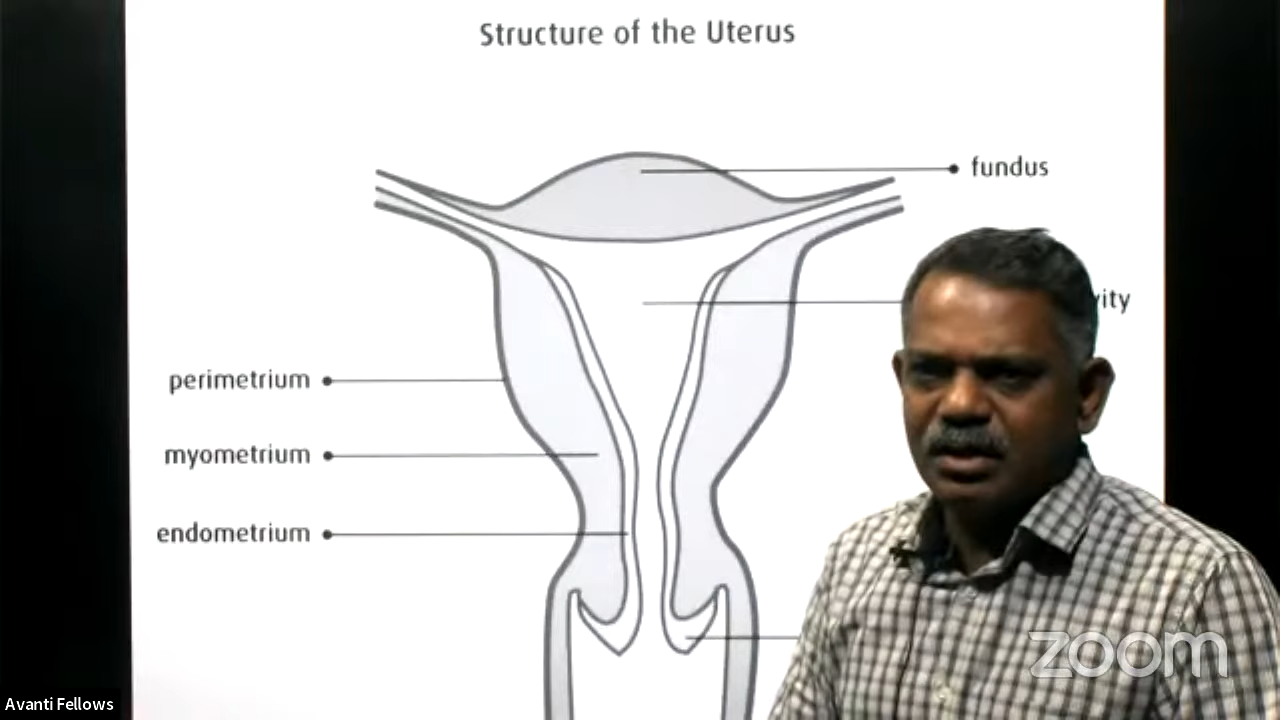 Structure of the Uterus
fundus
perimetrium
myometrium
endometrium
zoom
Avanti Fellows